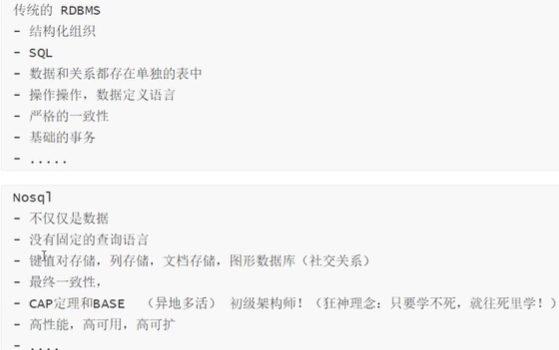 传统的 RDBMS
- 结构化组织
- SQL
- 数据和关系都存在单独的表中
- 操作操作，数据定义语言
- 严格的一致性
- 基础的事务
- .....
Nosql
- 不仅仅是数据
- 没有固定的查询语言
- 键值对存储，列存储，文档存储，图形数据库（社交关系）
- 最终一致性，
- CAP定理和BASE （异地多活） 初级架构师！（狂神理念：只要学不死，就往死里学！）
- 高性能，高可用，高可扩
- ....